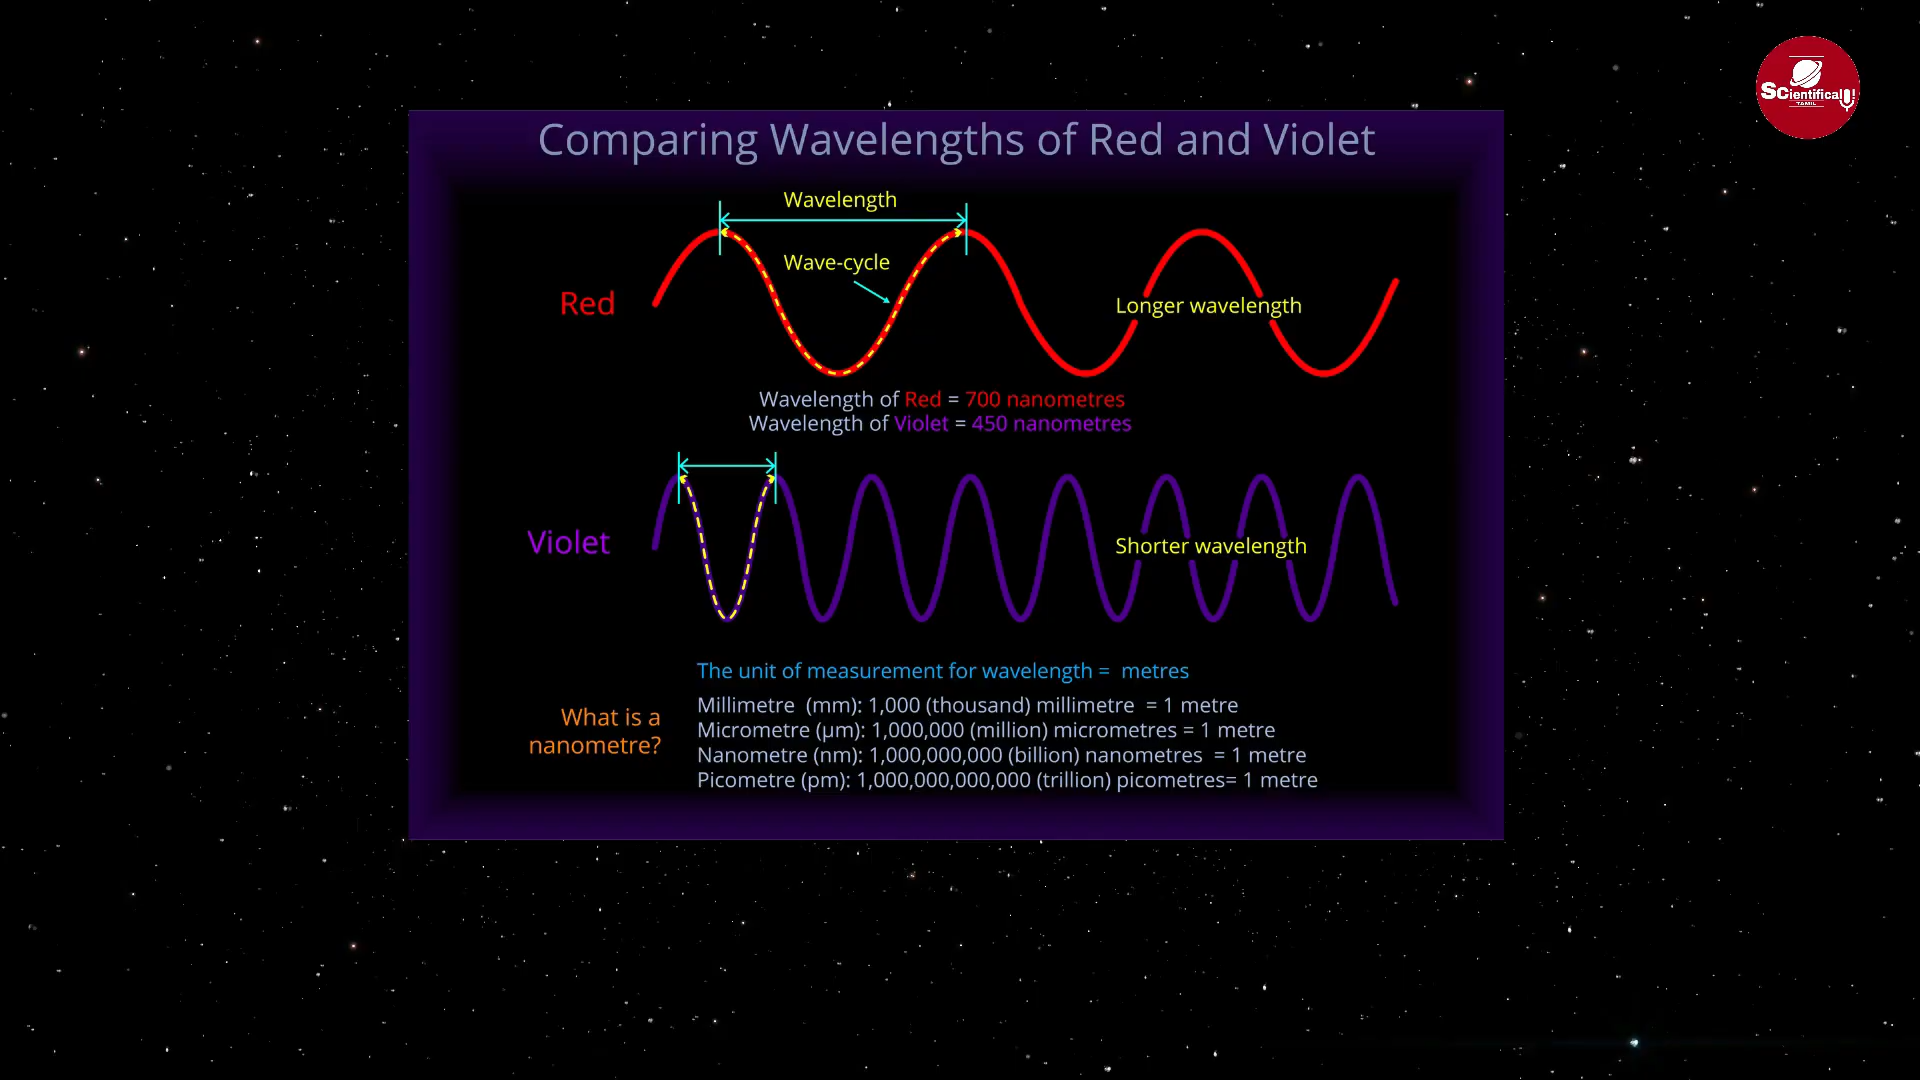 SCientifically!
TAMIL
Comparing Wavelengths of Red and Violet
Wavelength
Wave-cycle
Red
Longer wavelength
Wavelength of Red = 700 nanometres
Wavelength of Violet = 450 nanometres
Violet
Shorter wavelength
The unit of measurement for wavelength = metres
What is a
nanometre?
Millimetre (mm): 1,000 (thousand) millimetre = 1 metre
Micrometre (μm): 1,000,000 (million) micrometres = 1 metre
Nanometre (nm): 1,000,000,000 (billion) nanometres = 1 metre
Picometre (pm): 1,000,000,000,000 (trillion) picometres= 1 metre